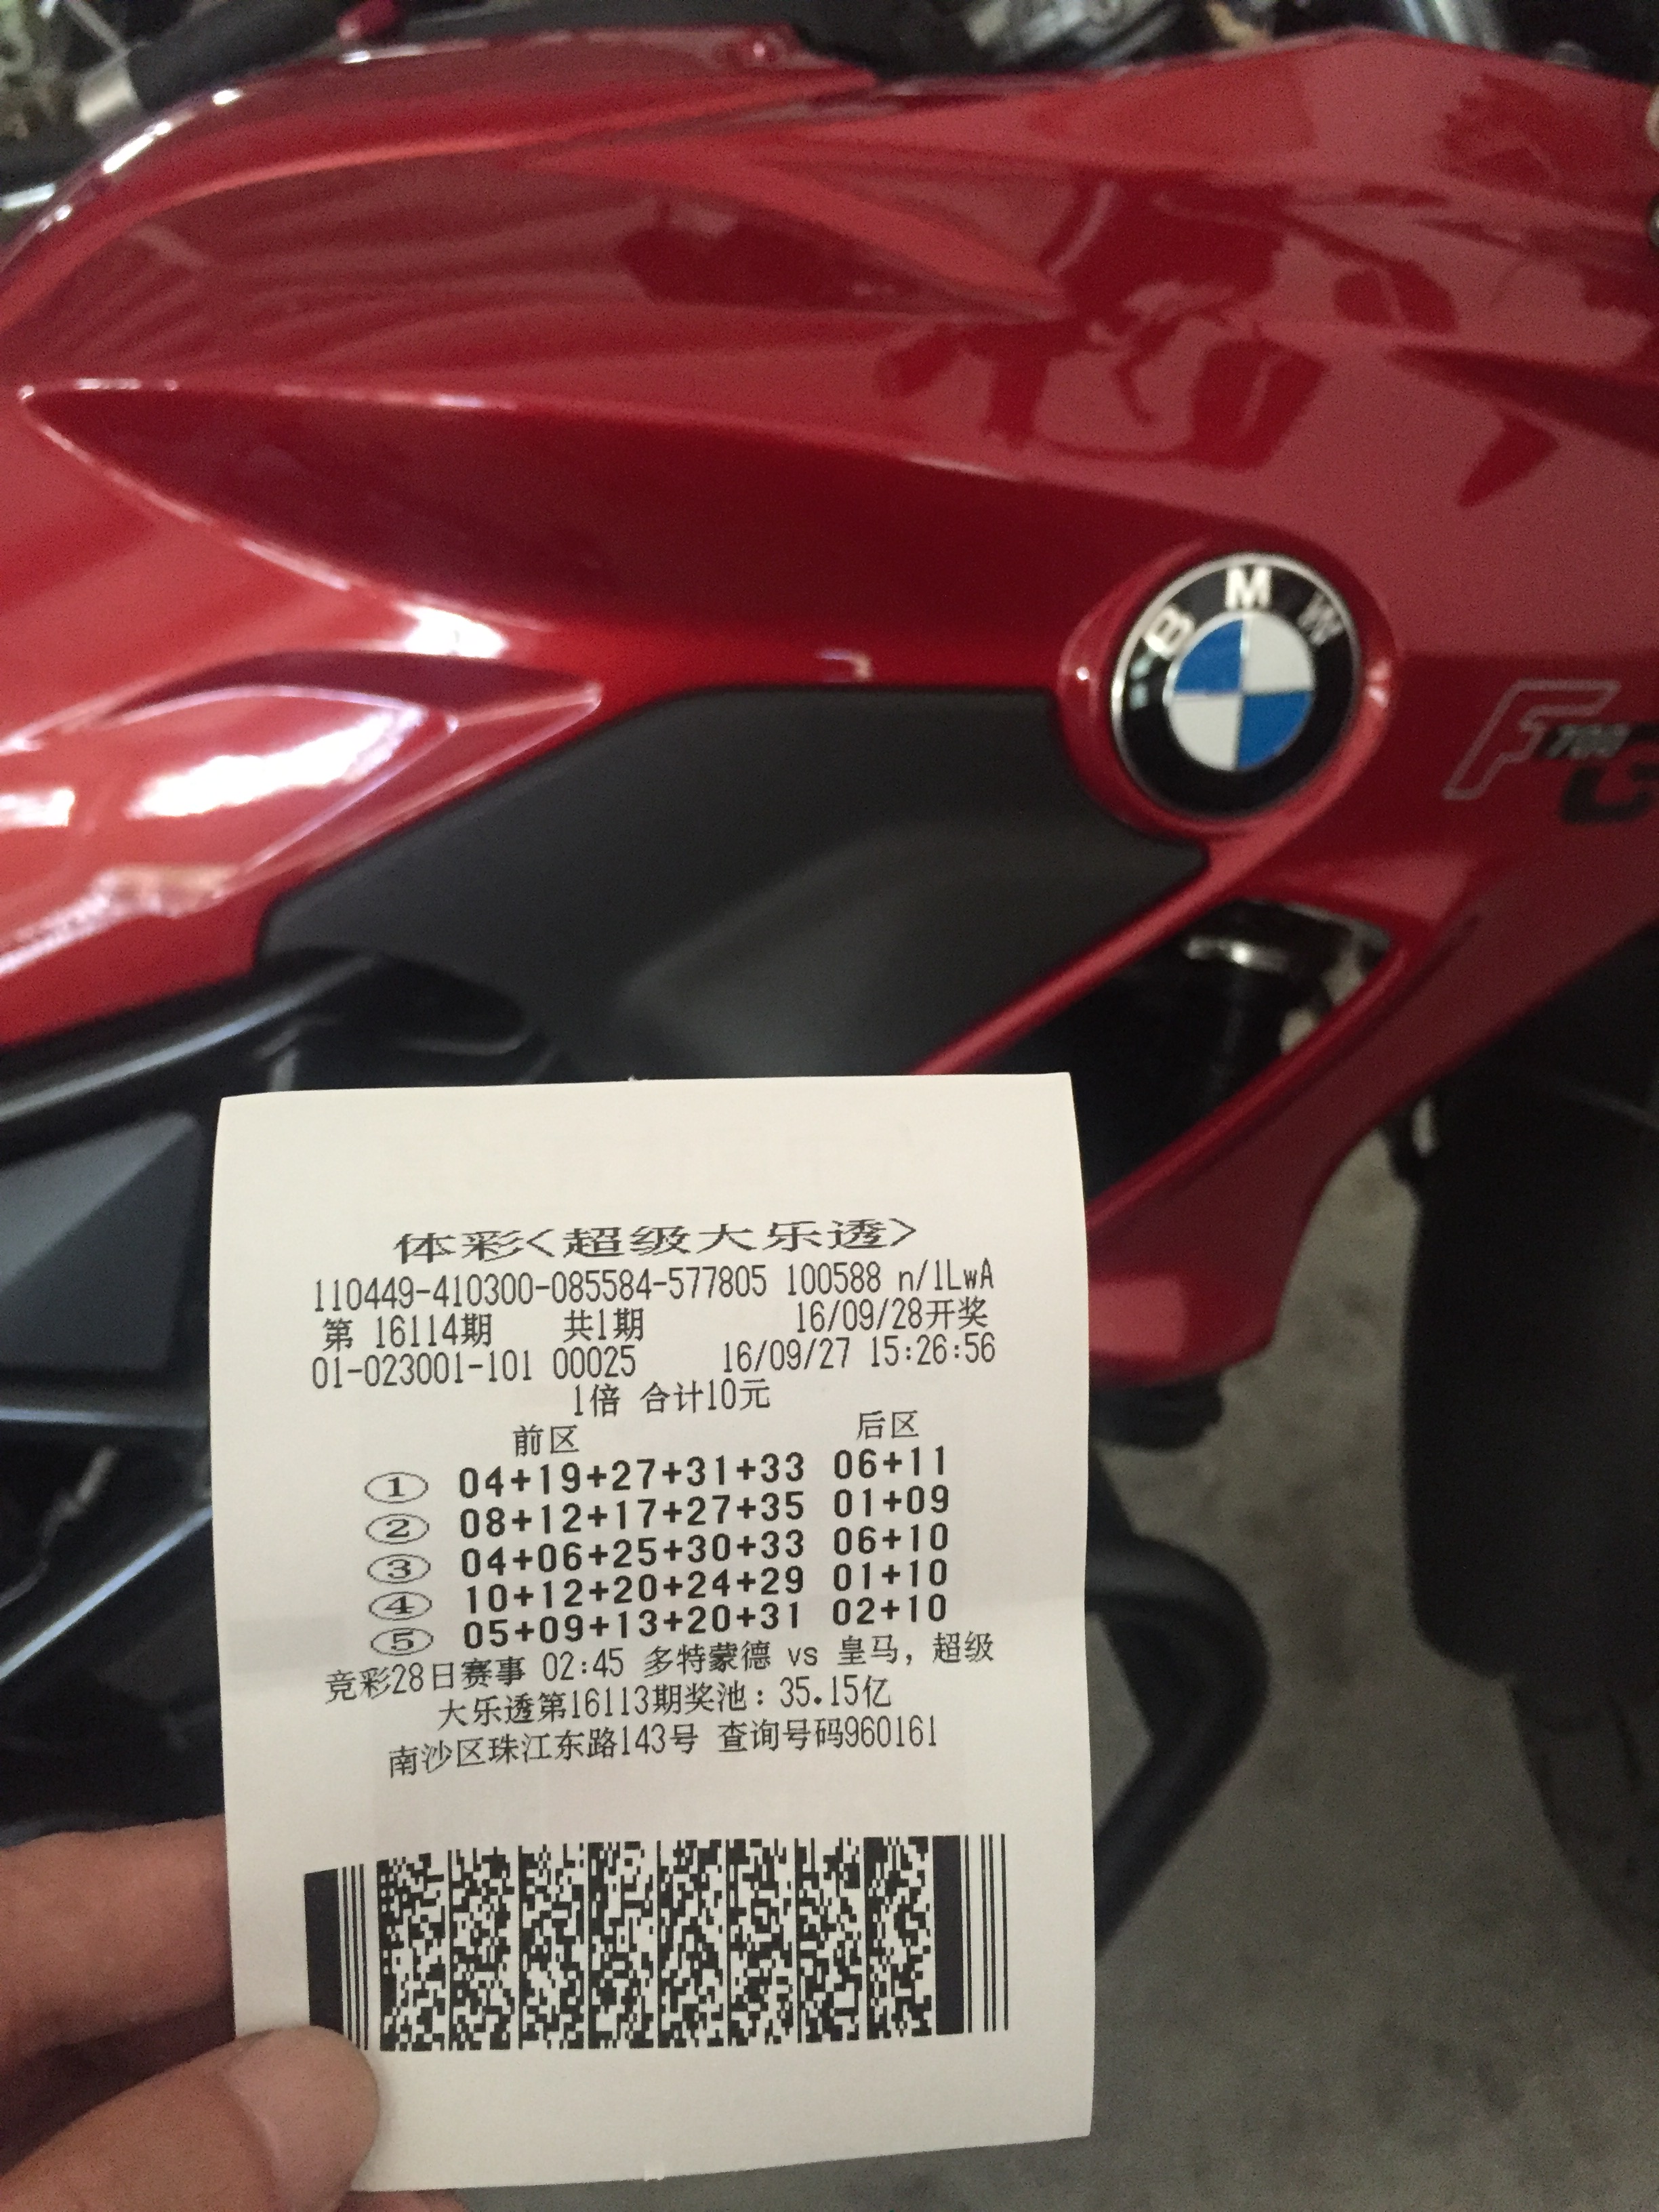 BMW
F 700 G
体彩<超级大乐透>
110449-410300-085584-577805 100588 n/1LwA
第 16114期 共1期 16/09/28开奖
01-023001-101 00025 16/09/27 15:26:56
1倍 合计10元
前区 后区
① 04+19+27+31+33 06+11
② 08+12+17+27+35 01+09
③ 04+06+25+30+33 06+10
④ 10+12+20+24+29 01+10
⑤ 05+09+13+20+31 02+10
竞彩28日赛事 02:45 多特蒙德 vs 皇马, 超级
大乐透第16113期奖池: 35.15亿
南沙区珠江东路143号 查询号码960161